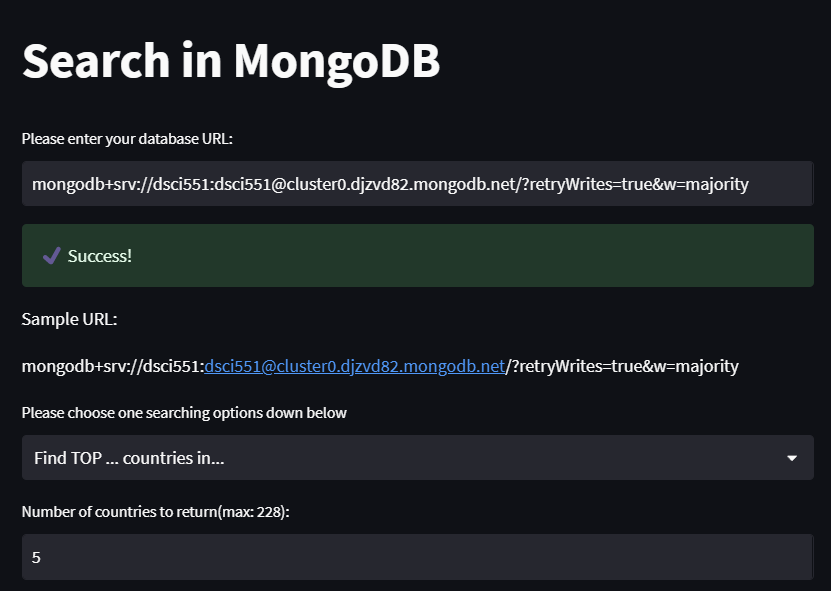 Search in MongoDB
Please enter your database URL:
mongodb+srv://dsci551:dsci551@cluster0.djzvd82.mongodb.net/?retryWrites=true&w=majority
✔ Success!
Sample URL:
mongodb+srv://dsci551:dsci551@cluster0.djzvd82.mongodb.net/?retryWrites=true&w=majority
Please choose one searching options down below
Find TOP ... countries in...
Number of countries to return(max: 228):
5